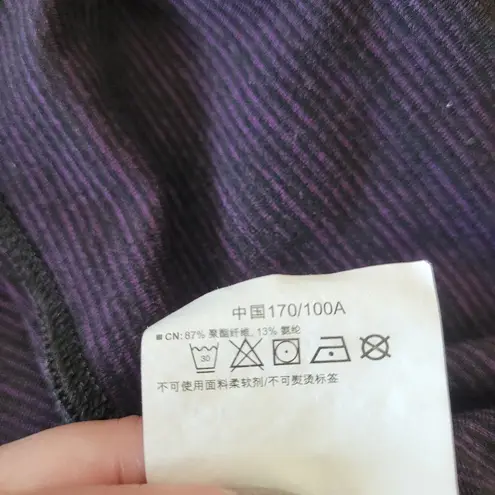 中国170/100A
■ CN: 87% 聚酯纤维, 13% 氨纶
30
不可使用面料柔软剂/不可熨烫标签